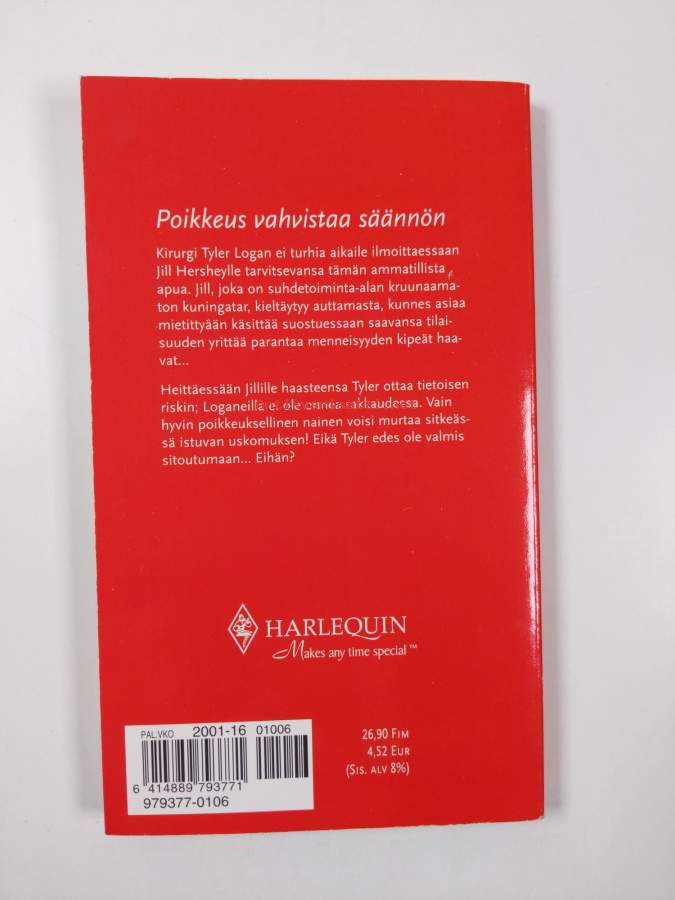 Poikkeus vahvistaa säännön
Kirurgi Tyler Logan ei turhia aikaile ilmoittaessaan
Jill Hersheylle tarvitsevansa tämän ammatillista
apua. Jill, joka on suhdetoiminta-alan kruunaama-
ton kuningatar, kieltäytyy auttamasta, kunnes asiaa
mietittyään käsittää suostuessaan saavansa tilai-
suuden yrittää parantaa menneisyyden kipeät haa-
vat...
Heittäessään Jillille haasteensa Tyler ottaa tietoisen
riskin; Loganeilla ei ole onnea rakkaudessa. Vain
hyvin poikkeuksellinen nainen voisi murtaa sitkeäs-
sä istuvan uskomuksen! Eikä Tyler edes ole valmis
sitoutumaan... Eihän?
HARLEQUIN
Makes any time special™
PAL.VKO 2001-16 01006
6 414889 793771
979377-0106
26,90 FIM
4,52 EUR
(SIS. ALV 8%)